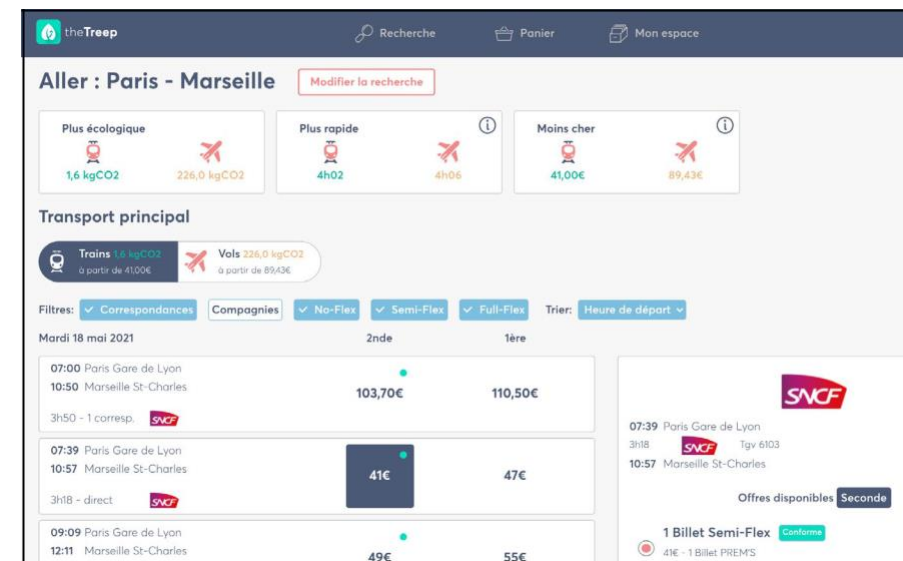 theTreep
Recherche
Panier
Mon espace
Aller : Paris - Marseille
Modifier la recherche
Plus écologique
1,6 kgCO2 226,0 kgCO2
Plus rapide
4h02 4h06
Moins cher
41,00€ 89,43€
Transport principal
Trains 1,6 kgCO2
à partir de 41,00€
Vols 226,0 kgCO2
à partir de 89,43€
Filtres: Correspondances Compagnies No-Flex Semi-Flex Full-Flex Trier: Heure de départ
Mardi 18 mai 2021 2nde 1ère
07:00 Paris Gare de Lyon
10:50 Marseille St-Charles
3h50 - 1 corresp. SNCF
103,70€ 110,50€
07:39 Paris Gare de Lyon
10:57 Marseille St-Charles
3h18 - direct SNCF
41€ 47€
09:09 Paris Gare de Lyon
12:11 Marseille St-Charles
49€ 55€
SNCF
07:39 Paris Gare de Lyon
3h18 SNCF Tgv 6103
10:57 Marseille St-Charles
Offres disponibles Seconde
1 Billet Semi-Flex Conforme
41€ - 1 Billet PREM'S